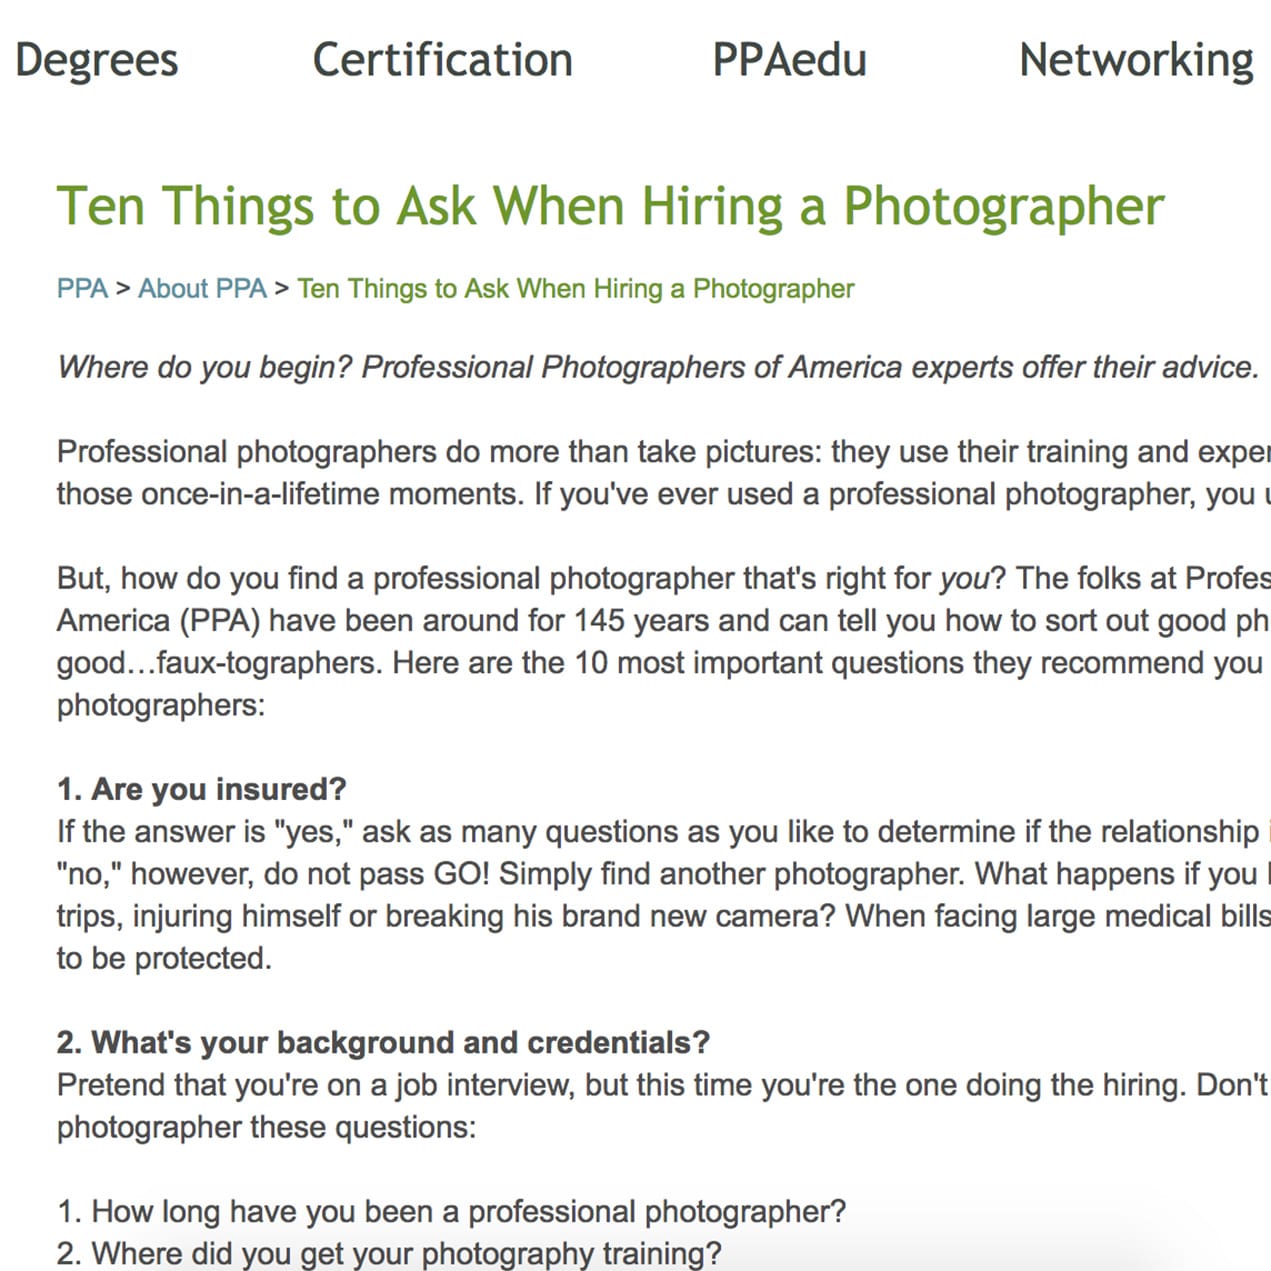 Degrees Certification PPAedu Networking
Ten Things to Ask When Hiring a Photographer
PPA > About PPA > Ten Things to Ask When Hiring a Photographer
Where do you begin? Professional Photographers of America experts offer their advice.
Professional photographers do more than take pictures: they use their training and exper
those once-in-a-lifetime moments. If you've ever used a professional photographer, you
But, how do you find a professional photographer that's right for you? The folks at Profes
America (PPA) have been around for 145 years and can tell you how to sort out good ph
good…faux-tographers. Here are the 10 most important questions they recommend you
photographers:
1. Are you insured?
If the answer is "yes," ask as many questions as you like to determine if the relationship
"no," however, do not pass GO! Simply find another photographer. What happens if you
trips, injuring himself or breaking his brand new camera? When facing large medical bills
to be protected.
2. What's your background and credentials?
Pretend that you're on a job interview, but this time you're the one doing the hiring. Don't
photographer these questions:
1. How long have you been a professional photographer?
2. Where did you get your photography training?